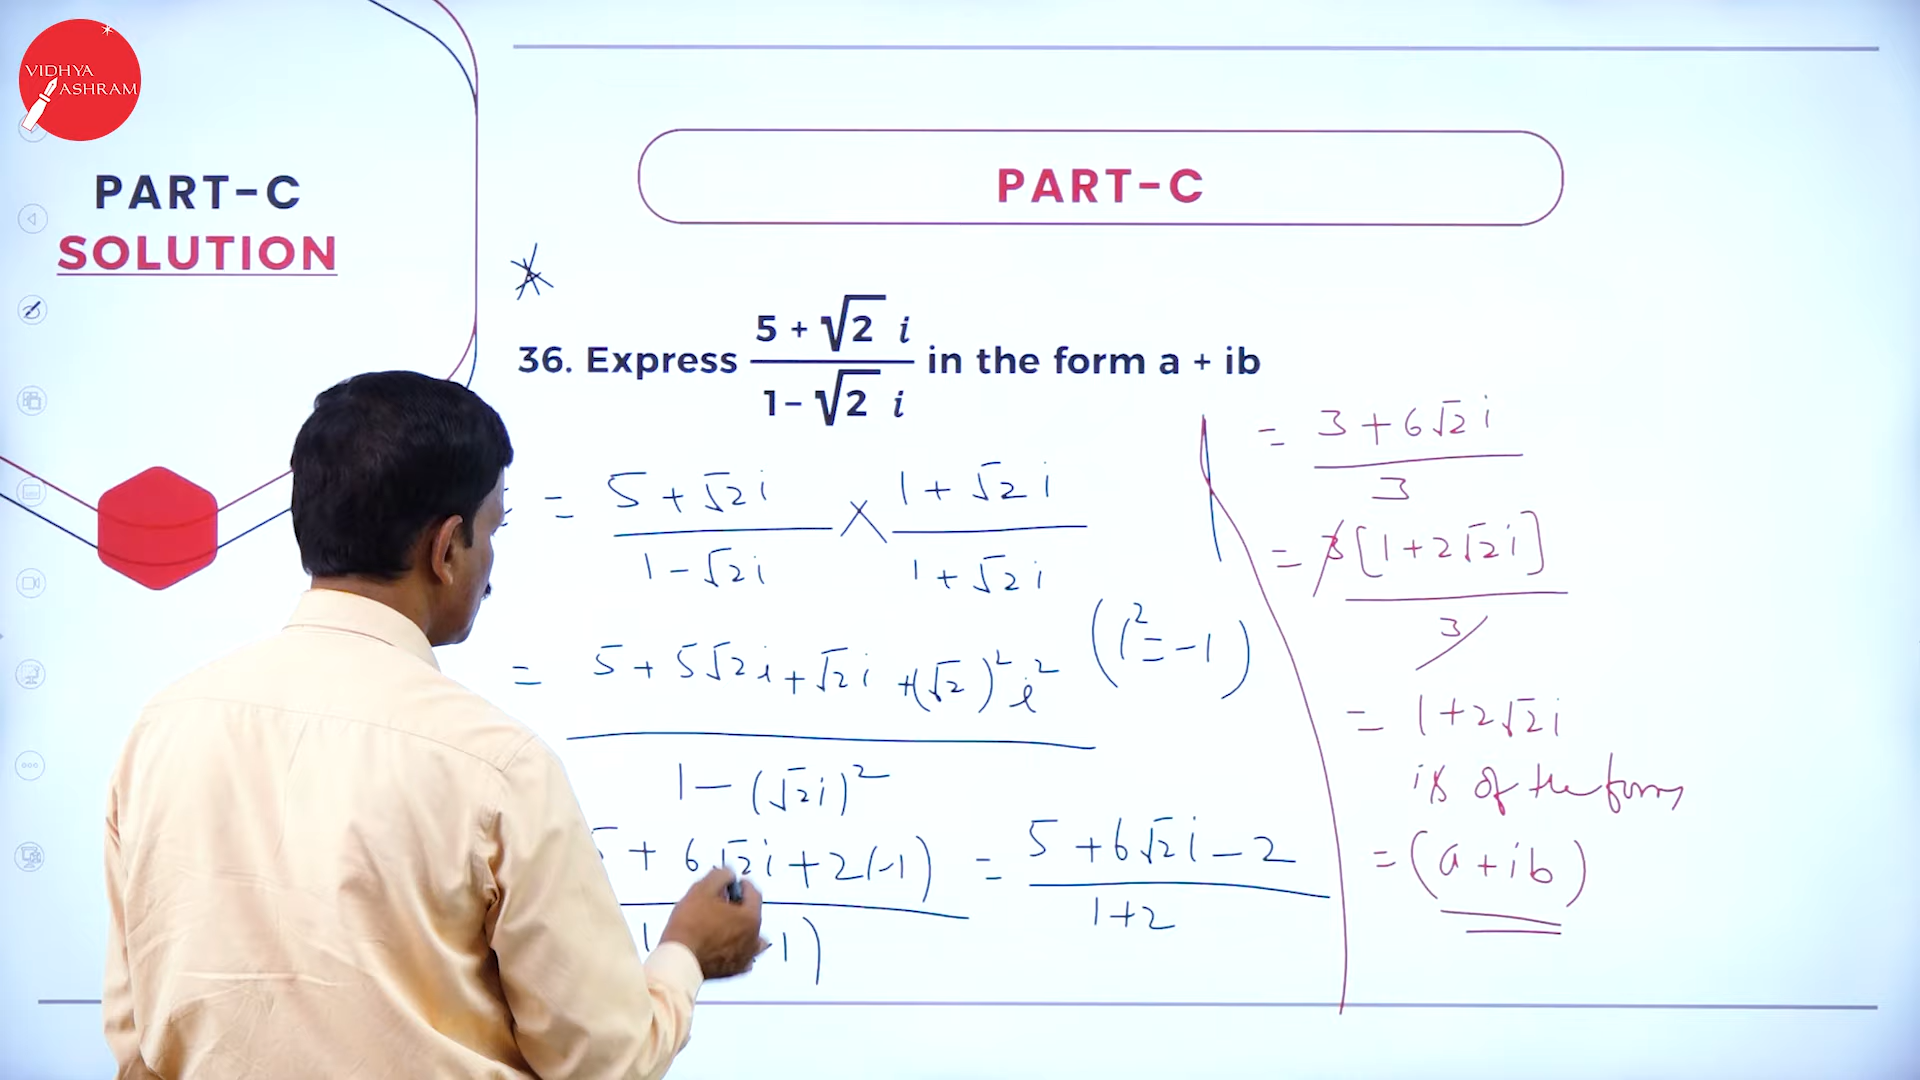 VIDHYA
ASHRAM
PART-C
SOLUTION
PART-C
36. Express (5 + √2 i)/(1- √2 i) in the form a + ib
= (5 + √2 i)/(1 - √2 i) × (1 + √2 i)/(1 + √2 i)
= (5 + 5√2 i + √2 i + (√2)² i²)/(1 - (√2 i)²) (i² = -1)
+ 6√2 i + 2(-1) = (5 + 6√2 i - 2)/(1+2)
= (3 + 6√2 i)/3
= 3[1+2√2 i]/3
= 1+2√2 i
is of the form
= (a + ib)